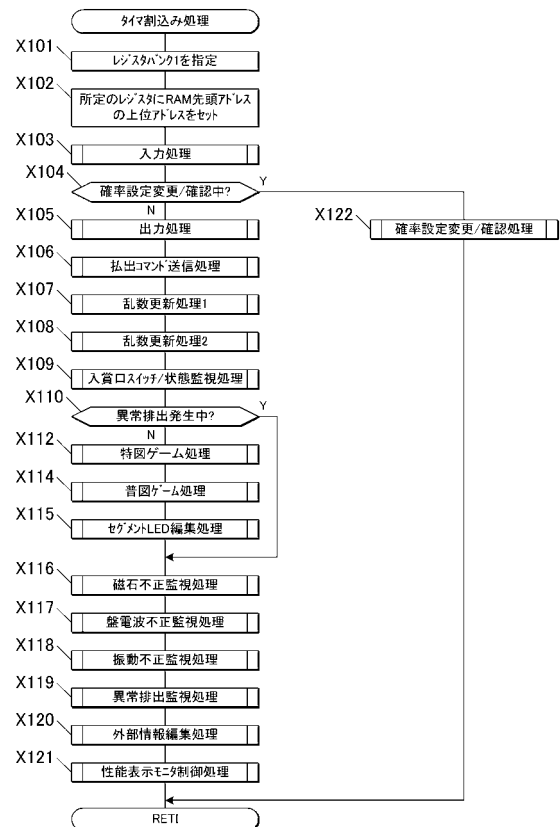 タイマ割込み処理
X101
レジスタバンク1を指定
X102
所定のレジスタにRAM先頭アドレス
の上位アドレスをセット
X103
入力処理
X104
確率設定変更/確認中?
Y
N
X105
出力処理
X122
確率設定変更/確認処理
X106
払出コマンド送信処理
X107
乱数更新処理1
X108
乱数更新処理2
X109
入賞口スイッチ/状態監視処理
X110
異常排出発生中?
Y
N
X112
特図ゲーム処理
X114
普図ゲーム処理
X115
セグメントLED編集処理
X116
磁石不正監視処理
X117
盤電波不正監視処理
X118
振動不正監視処理
X119
異常排出監視処理
X120
外部情報編集処理
X121
性能表示モニタ制御処理
RETI